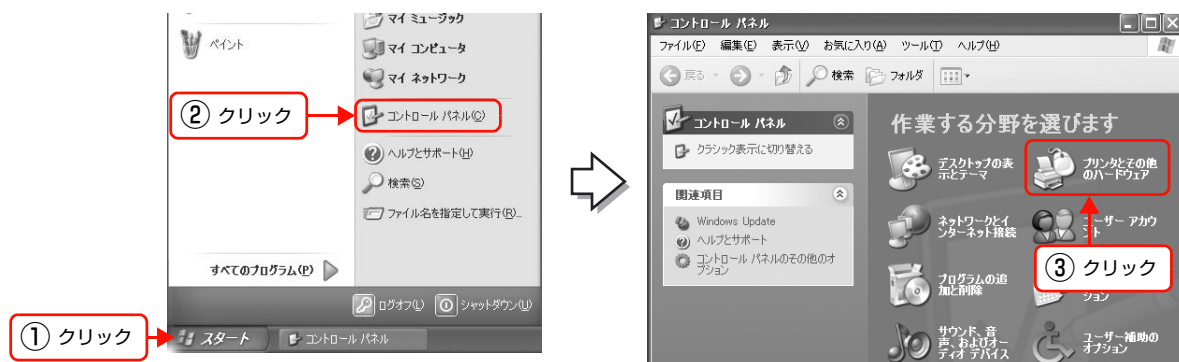 マイ ミュージック
ペイント
マイ コンピュータ
マイ ネットワーク
② クリック
コントロール パネル(C)
ヘルプとサポート(H)
検索(S)
ファイル名を指定して実行(R)...
すべてのプログラム(P)
ログオフ(L)
シャットダウン(U)
① クリック
スタート
コントロール パネル
コントロール パネル
ファイル(F) 編集(E) 表示(V) お気に入り(A) ツール(T) ヘルプ(H)
戻る
検索
フォルダ
コントロール パネル
クラシック表示に切り替える
関連項目
Windows Update
ヘルプとサポート
コントロール パネルのその他のオ
プション
作業する分野を選びます
デスクトップの表
示とテーマ
プリンタとその他
のハードウェア
ネットワークとイ
ンターネット接続
ユーザー アカウ
ント
③ クリック
プログラムの追
加と削除
ション
サウンド、音
声、およびオー
ディオ デバイス
ユーザー補助の
オプション